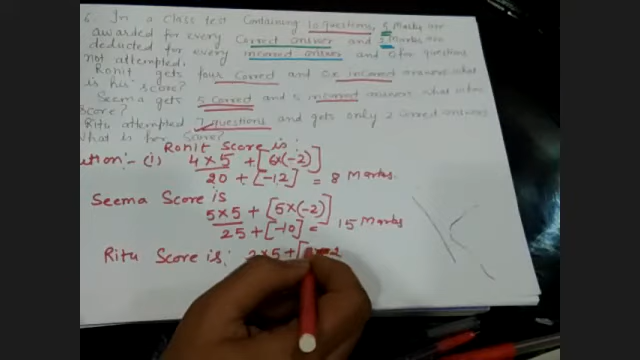 6. In a Class test Containing 10 questions, 5 Marks are
awarded for every Correct answer and 2 Marks are
deducted for every incorrect answer and 0 for questions
not attempted.
Rohit gets four Correct and incorrect answers what
is his score?
Seema gets 5 Correct and 5 incorrect answers what is her
Score?
Ritu attempted 7 questions and gets only 2 correct answers
What is her Score?
Rohit Score is:
ution:- (i) 4×5 + [6×(-2)]
20 + [-12] = 8 Marks.
Seema Score is
5×5 + [5×(-2)]
25 + [-10] = 15 Marks
Ritu Score is: 2×5 + [